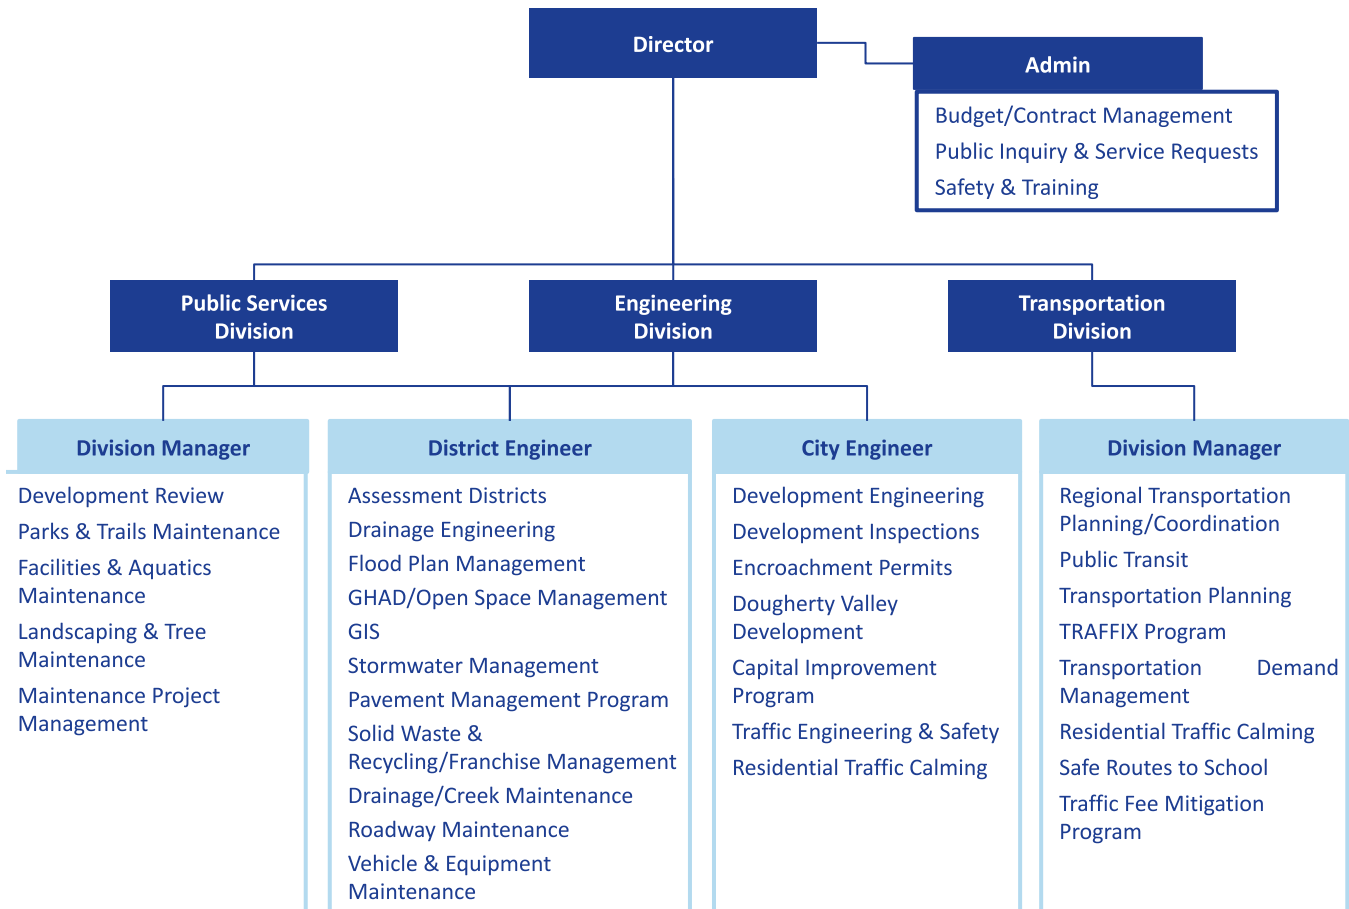 Director
Admin
Budget/Contract Management
Public Inquiry & Service Requests
Safety & Training
Public Services
Division
Engineering
Division
Transportation
Division
Division Manager
Development Review
Parks & Trails Maintenance
Facilities & Aquatics
Maintenance
Landscaping & Tree
Maintenance
Maintenance Project
Management
District Engineer
Assessment Districts
Drainage Engineering
Flood Plan Management
GHAD/Open Space Management
GIS
Stormwater Management
Pavement Management Program
Solid Waste &
Recycling/Franchise Management
Drainage/Creek Maintenance
Roadway Maintenance
Vehicle & Equipment
Maintenance
City Engineer
Development Engineering
Development Inspections
Encroachment Permits
Dougherty Valley
Development
Capital Improvement
Program
Traffic Engineering & Safety
Residential Traffic Calming
Division Manager
Regional Transportation
Planning/Coordination
Public Transit
Transportation Planning
TRAFFIX Program
Transportation Demand
Management
Residential Traffic Calming
Safe Routes to School
Traffic Fee Mitigation
Program